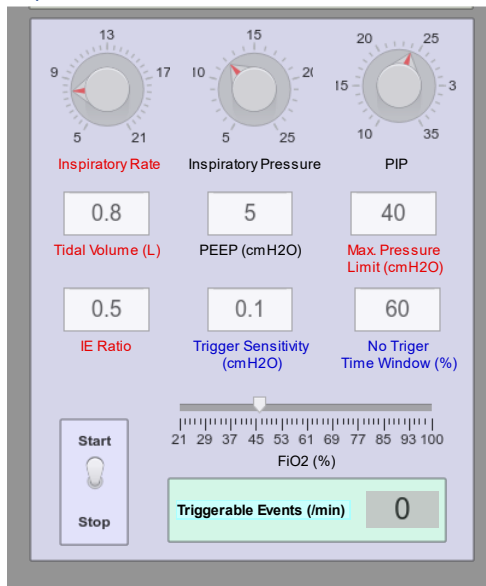 13 15 20 25
9 17 10 20 15 3
5 21 5 25 10 35
Inspiratory Rate Inspiratory Pressure PIP
0.8 5 40
Tidal Volume (L) PEEP (cmH2O) Max. Pressure
Limit (cmH2O)
0.5 0.1 60
IE Ratio Trigger Sensitivity No Triger
(cmH2O) Time Window (%)
Start
21 29 37 45 53 61 69 77 85 93 100
FiO2 (%)
Triggerable Events (/min) 0
Stop